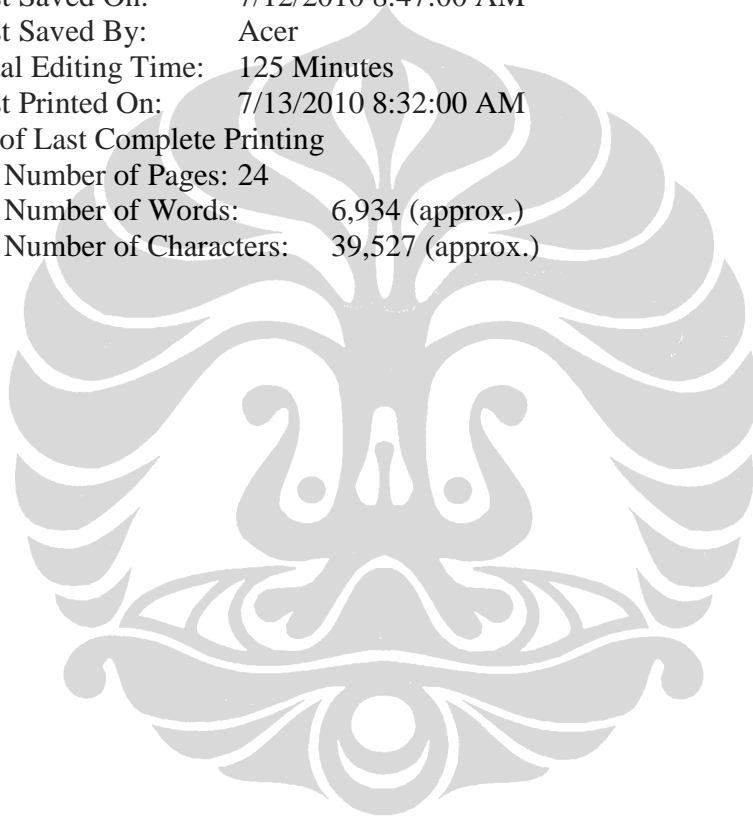 t Saved By: Acer
al Editing Time: 125 Minutes
t Printed On: 7/13/2010 8:32:00 AM
of Last Complete Printing
Number of Pages: 24
Number of Words: 6,934 (approx.)
Number of Characters: 39,527 (approx.)